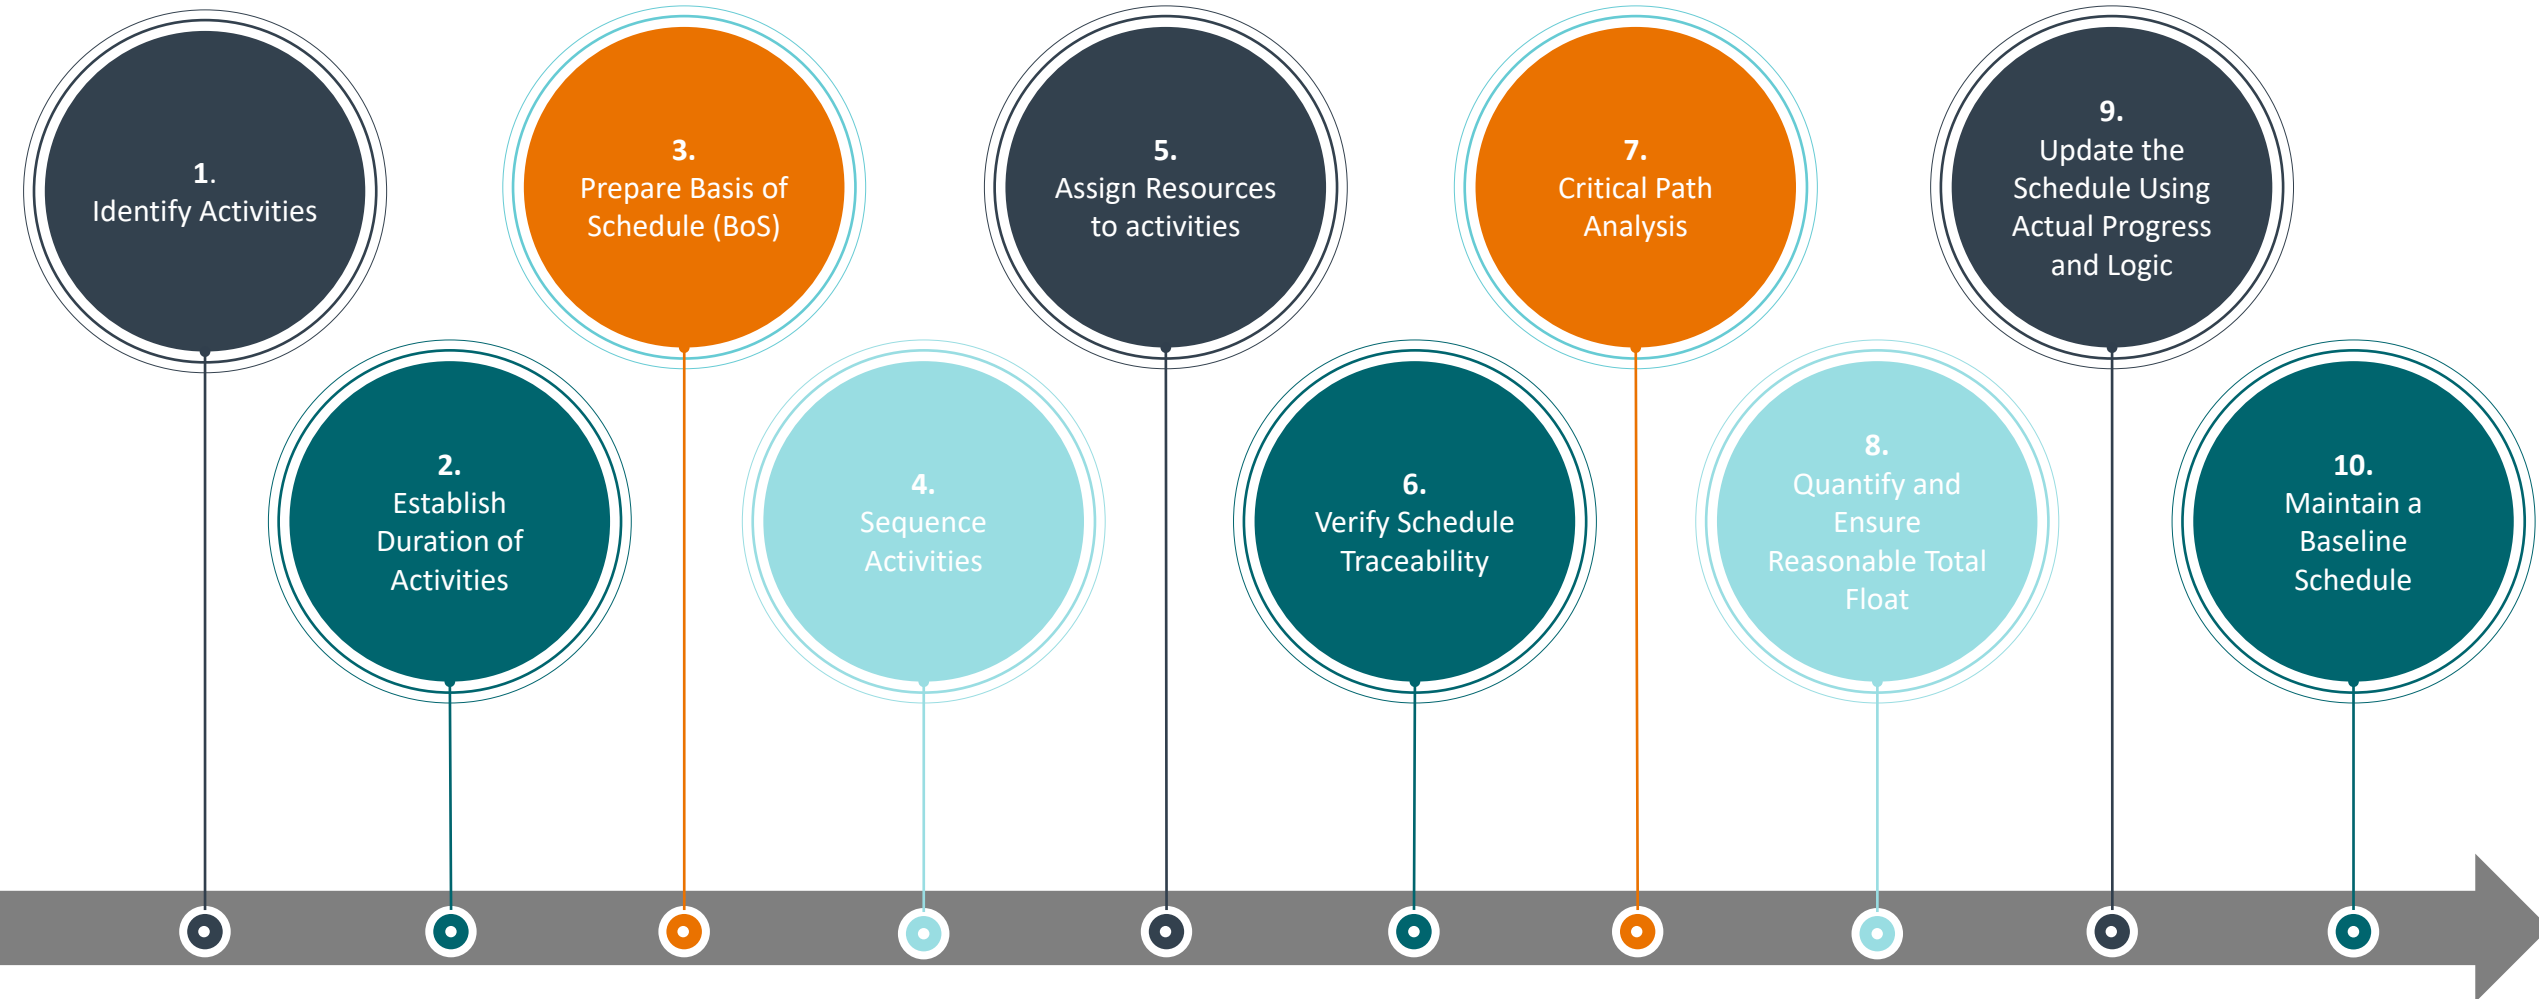 1.
Identify Activities
2.
Establish
Duration of
Activities
3.
Prepare Basis of
Schedule (BoS)
4.
Sequence
Activities
5.
Assign Resources
to activities
6.
Verify Schedule
Traceability
7.
Critical Path
Analysis
8.
Quantify and
Ensure
Reasonable Total
Float
9.
Update the
Schedule Using
Actual Progress
and Logic
10.
Maintain a
Baseline
Schedule